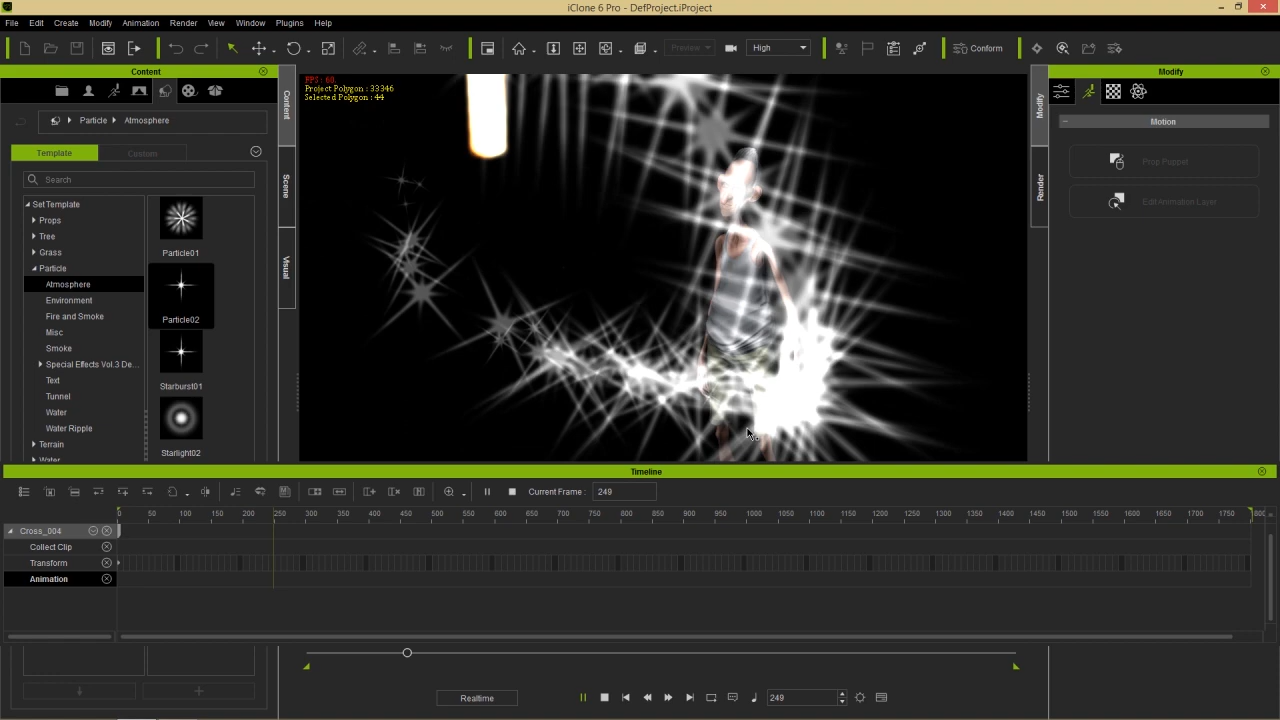 iClone 6 Pro - DefProject.iProject
File Edit Create Modify Animation Render View Window Plugins Help
Preview High Conform
Content
Particle Atmosphere
Template Custom
Search
Set Template
Props
Tree
Grass
Particle
Atmosphere
Environment
Fire and Smoke
Misc
Smoke
Special Effects Vol.3 De...
Text
Tunnel
Water
Water Ripple
Terrain
Water
Particle01
Particle02
Starburst01
Starlight02
Content
Scene
Visual
FPS : 60
Project Polygon : 33346
Selected Polygon : 44
Modify
Render
Modify
Motion
Prop Puppet
Edit Animation Layer
Timeline
Current Frame : 249
0 50 100 150 200 250 300 350 400 450 500 550 600 650 700 750 800 850 900 950 1000 1050 1100 1150 1200 1250 1300 1350 1400 1450 1500 1550 1600 1650 1700 1750 1800
Cross_004
Collect Clip
Transform
Animation
Realtime 249